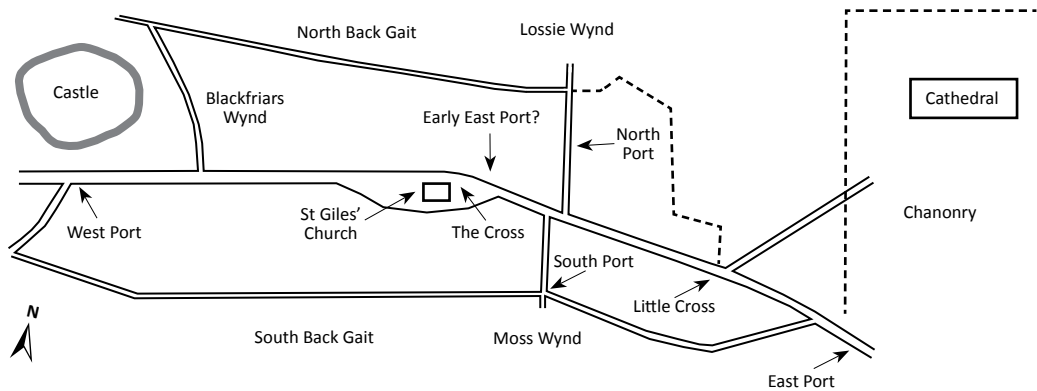 North Back Gait
Lossie Wynd
Castle
Blackfriars
Wynd
Cathedral
Early East Port?
North
Port
St Giles’
Church
The Cross
Chanonry
West Port
South Port
Little Cross
N
South Back Gait
Moss Wynd
East Port